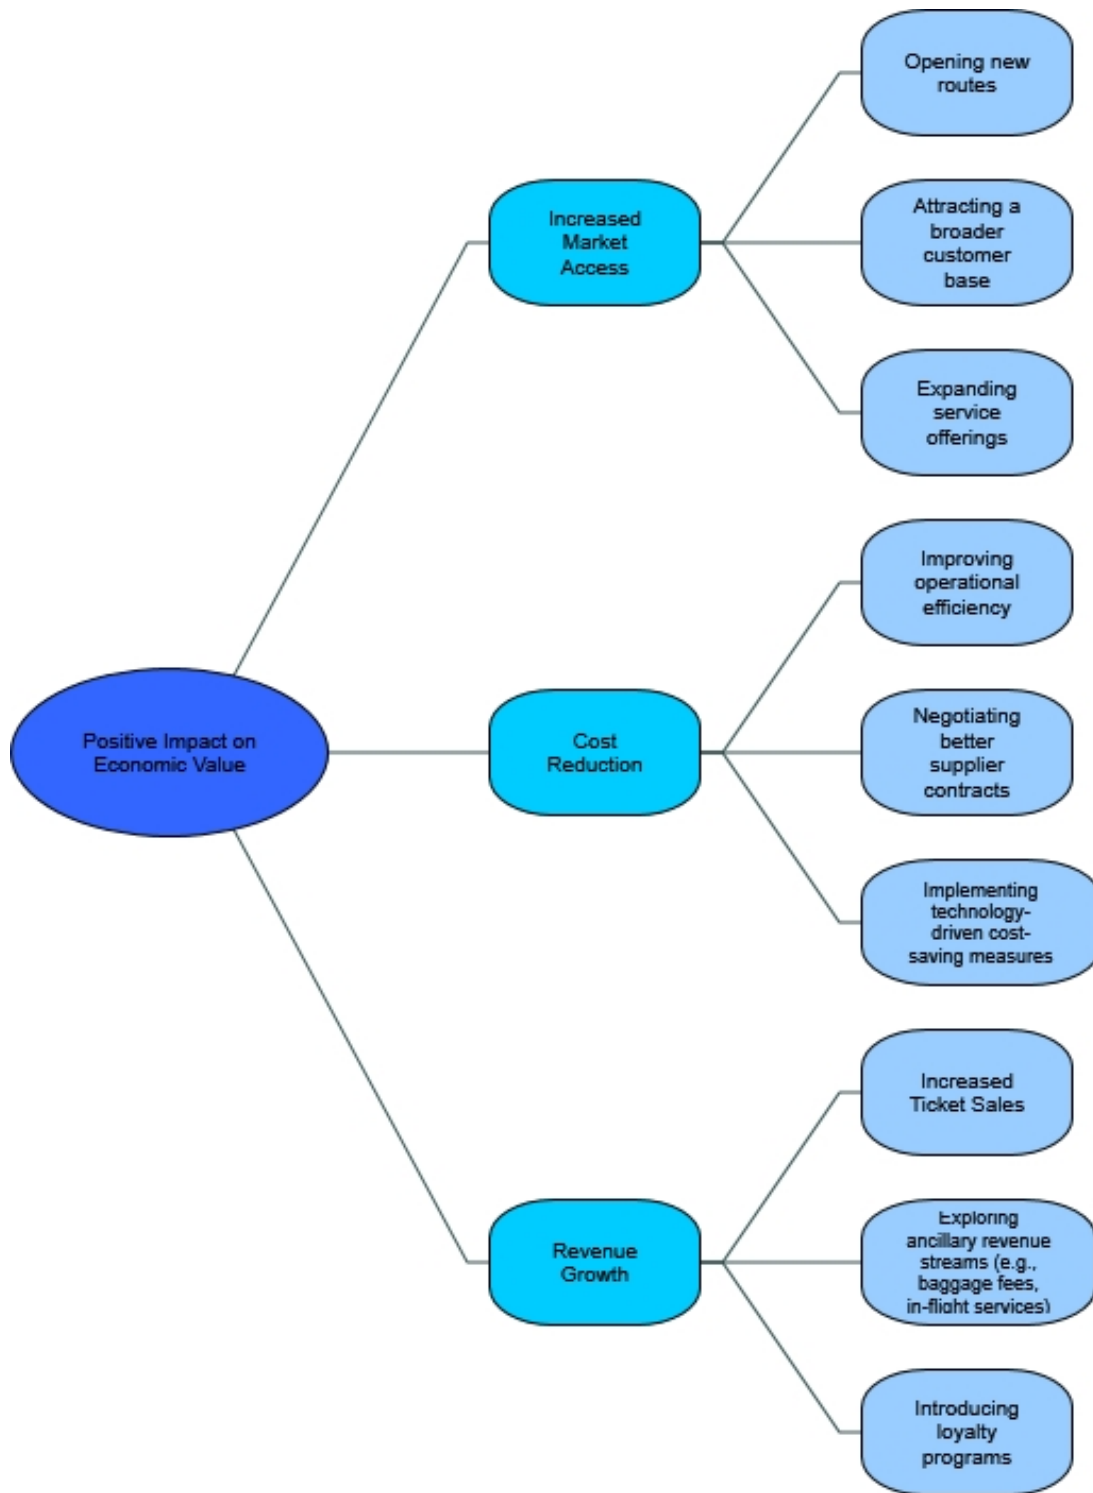 Opening new
routes
Increased
Market
Access
Attracting a
broader
customer
base
Expanding
service
offerings
Improving
operational
efficiency
Positive Impact on
Economic Value
Cost
Reduction
Negotiating
better
supplier
contracts
Implementing
technology-
driven cost-
saving measures
Increased
Ticket Sales
Revenue
Growth
Exploring
ancillary revenue
streams (e.g.,
baggage fees,
in-flight services)
Introducing
loyalty
programs